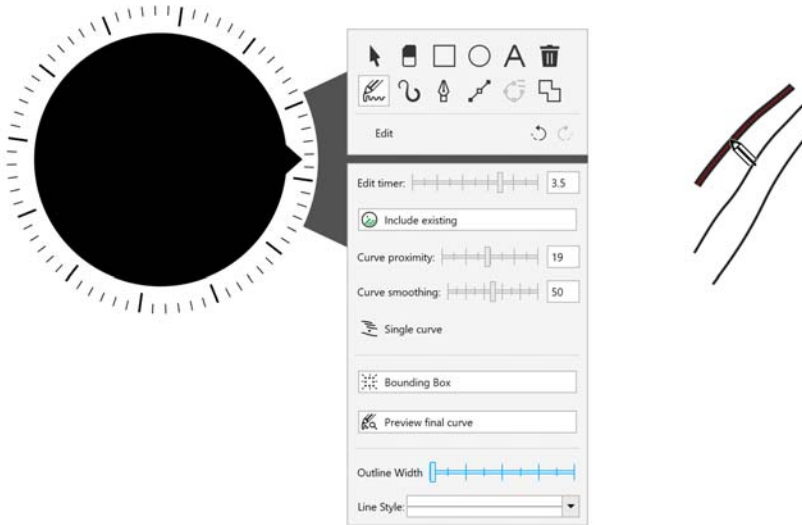 A
Edit
Edit timer: 3.5
Include existing
Curve proximity: 19
Curve smoothing: 50
Single curve
Bounding Box
Preview final curve
Outline Width
Line Style: